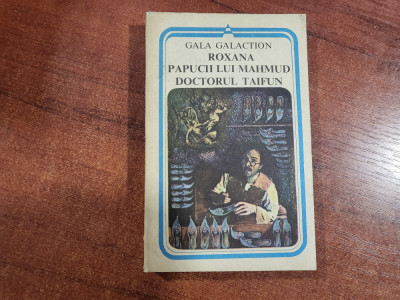 GALA GALACTION
ROXANA
PAPUCII LUI MAHMUD
DOCTORUL TAIFUN